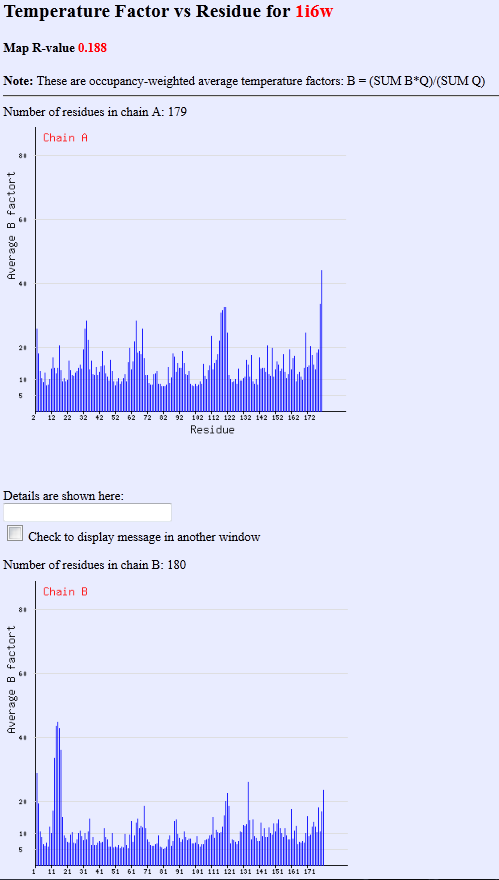 Temperature Factor vs Residue for 1i6w
Map R-value 0.188
Note: These are occupancy-weighted average temperature factors: B = (SUM B*Q)/(SUM Q)
Number of residues in chain A: 179
Chain A
80
60
40
20
10
5
Average B factort
2 12 22 32 42 52 62 72 82 92 102 112 122 132 142 152 162 172
Residue
Details are shown here:
Check to display message in another window
Number of residues in chain B: 180
Chain B
80
60
40
20
10
5
Average B factort
1 11 21 31 41 51 61 71 81 91 101 111 121 131 141 151 161 171